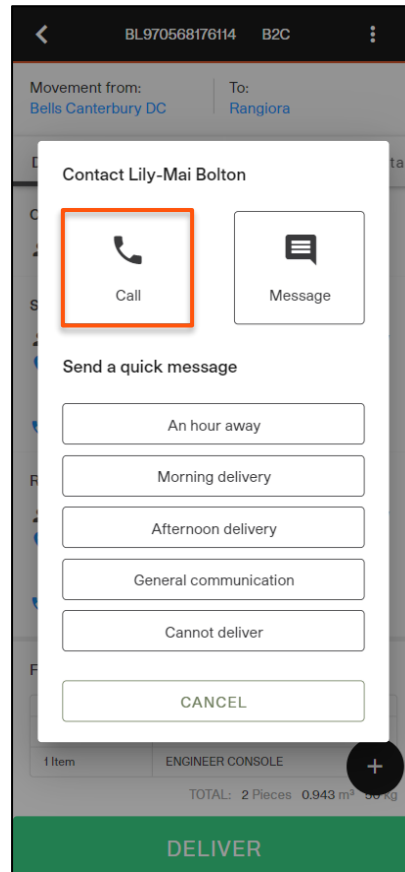 BL970568176114 B2C
Movement from: To:
Bells Canterbury DC Rangiora
Contact Lily-Mai Bolton
Call Message
Send a quick message
An hour away
Morning delivery
Afternoon delivery
General communication
Cannot deliver
CANCEL
1 Item ENGINEER CONSOLE
+
TOTAL: 2 Pieces 0.943 m³ kg
DELIVER